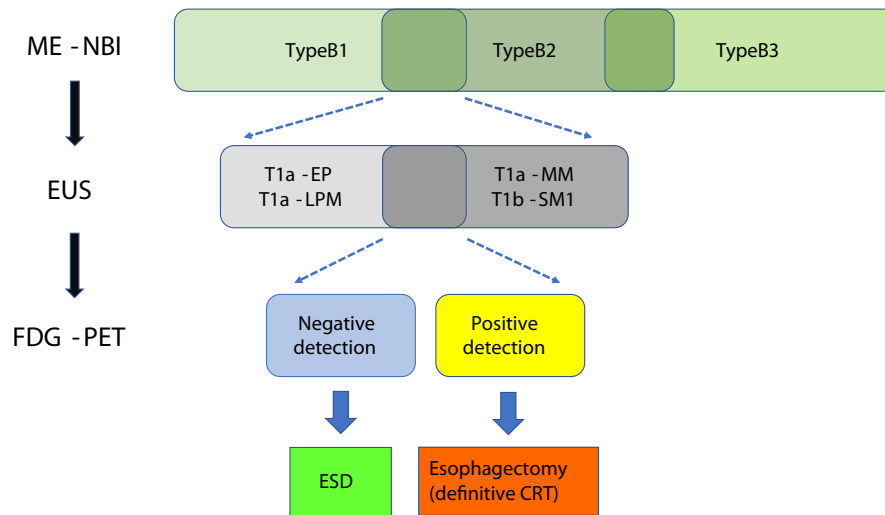 ME - NBI
TypeB1
TypeB2
TypeB3
EUS
T1a - EP
T1a - LPM
T1a - MM
T1b - SM1
FDG - PET
Negative
detection
Positive
detection
ESD
Esophagectomy
(definitive CRT)